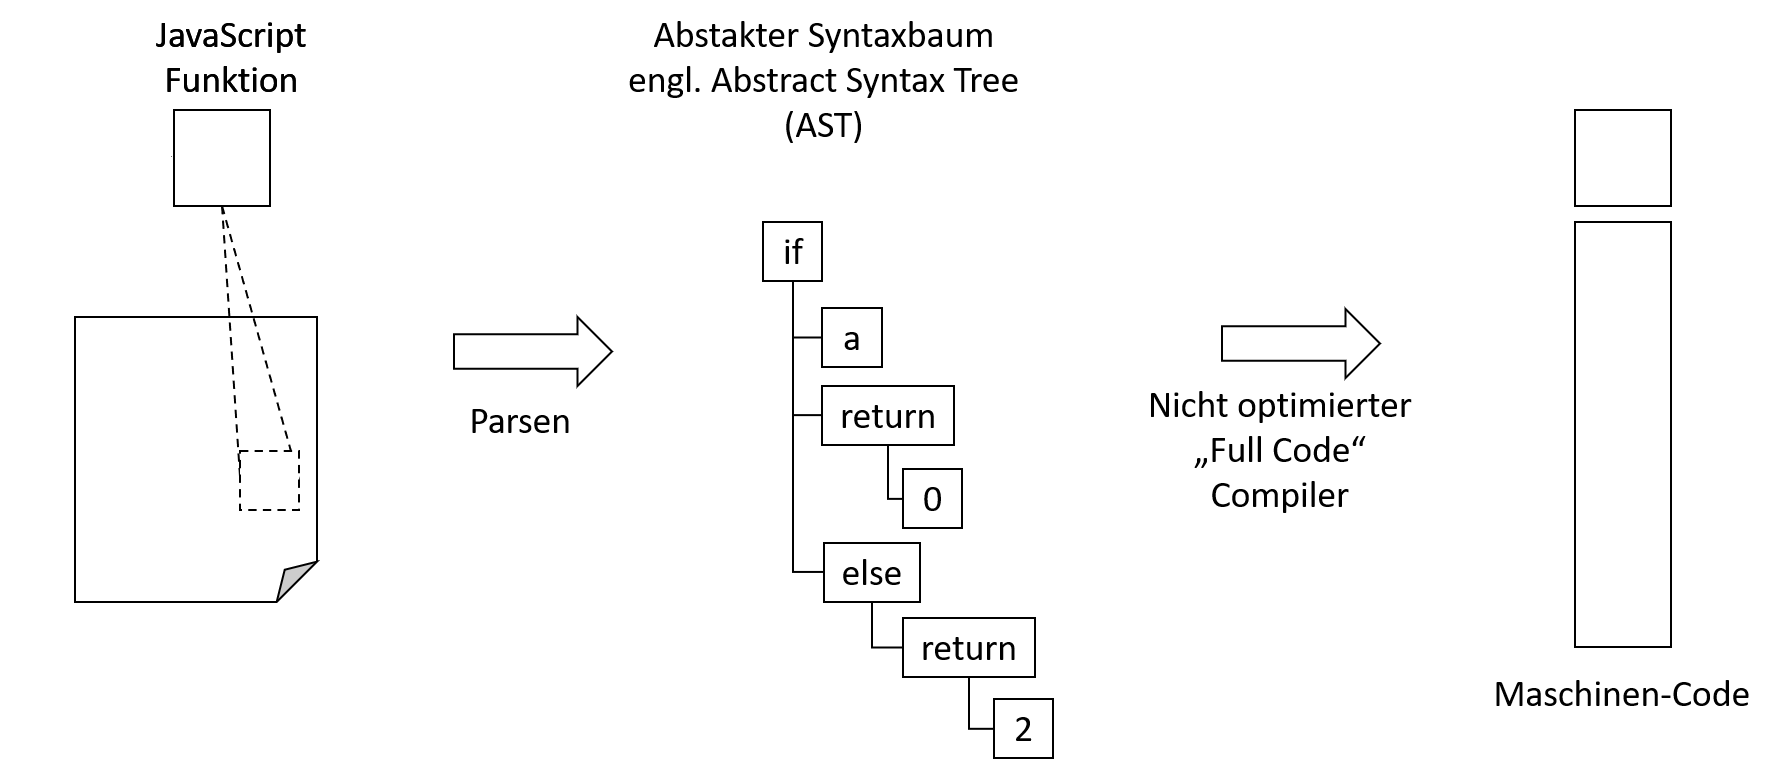 JavaScript
Funktion
Abstakter Syntaxbaum
engl. Abstract Syntax Tree
(AST)
if
a
return
0
else
return
2
Parsen
Nicht optimierter
„Full Code“
Compiler
Maschinen-Code